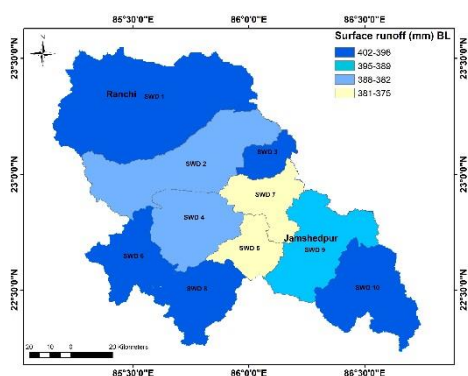 85°30'0"E 86°0'0"E 86°30'0"E
Surface runoff (mm) BL
402-396
395-389
388-382
381-375
N
23°30'0"N
23°0'0"N
22°30'0"N
Ranchi SWD 1
SWD 2
SWD 3
SWD 4
SWD 7
SWD 5
Jamshedpur
SWD 9
SWD 10
20 10 0 20 Kilometers
85°30'0"E 86°0'0"E 86°30'0"E
23°30'0"N
23°0'0"N
22°30'0"N